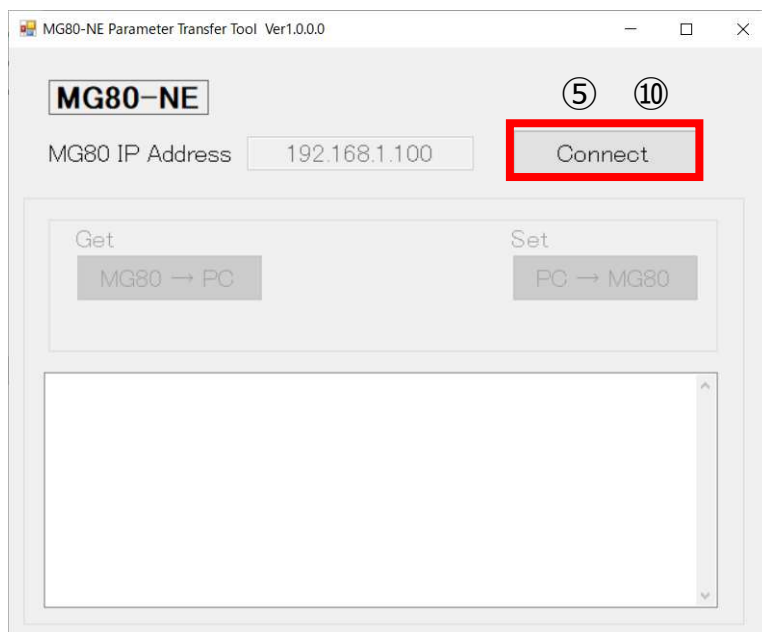 MG80-NE Parameter Transfer Tool Ver1.0.0.0
MG80-NE
⑤ ⑩
MG80 IP Address 192.168.1.100 Connect
Get Set
MG80 → PC PC → MG80